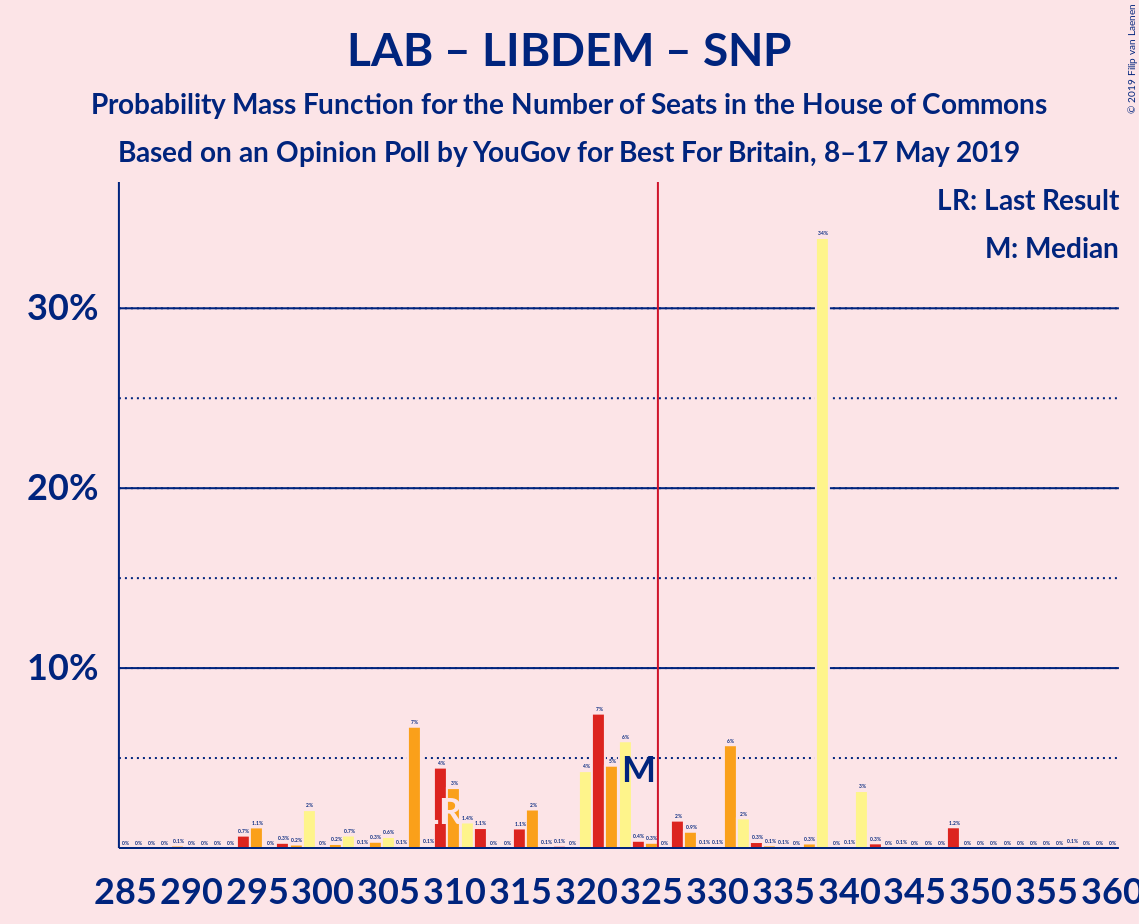 LAB – LIBDEM – SNP
Probability Mass Function for the Number of Seats in the House of Commons
Based on an Opinion Poll by YouGov for Best For Britain, 8–17 May 2019
© 2019 Filip van Laenen
LR: Last Result
M: Median
30%
20%
10%
34%
7%
7%
6%
6%
5%
4%
4%
3%
3%
2%
2%
2%
2%
1.4%
1.2%
1.1%
1.1%
1.1%
0.9%
0.7%
0.7%
0.6%
LR
M
285 290 295 300 305 310 315 320 325 330 335 340 345 350 355 360